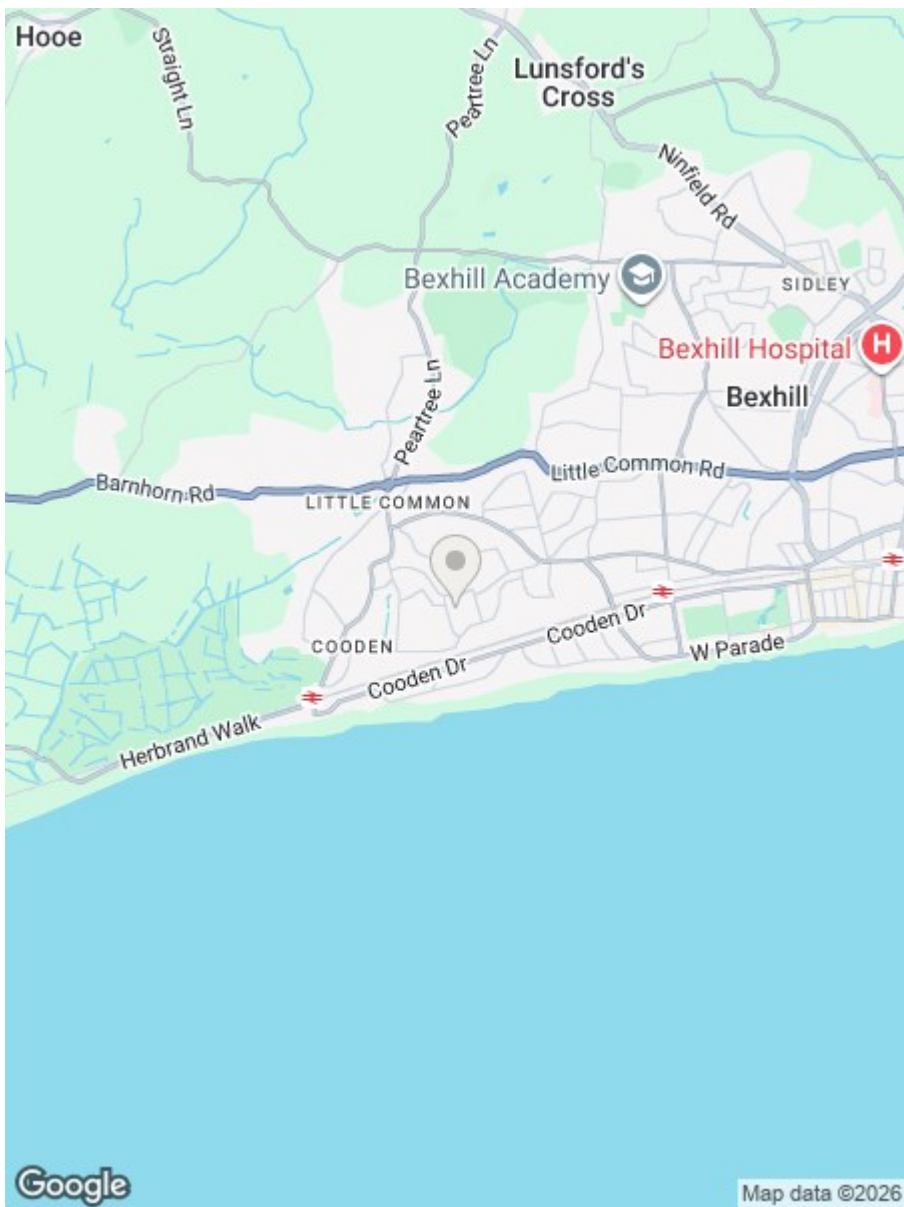 Hooe
Straight Ln
Peartree Ln
Lunsford's
Cross
Ninfield Rd
Bexhill Academy
SIDLEY
Bexhill Hospital
H
Bexhill
Peartree Ln
Barnhorn Rd
Little Common Rd
LITTLE COMMON
COODEN
Cooden Dr
Cooden Dr
W Parade
Herbrand Walk
Google
Map data ©2026